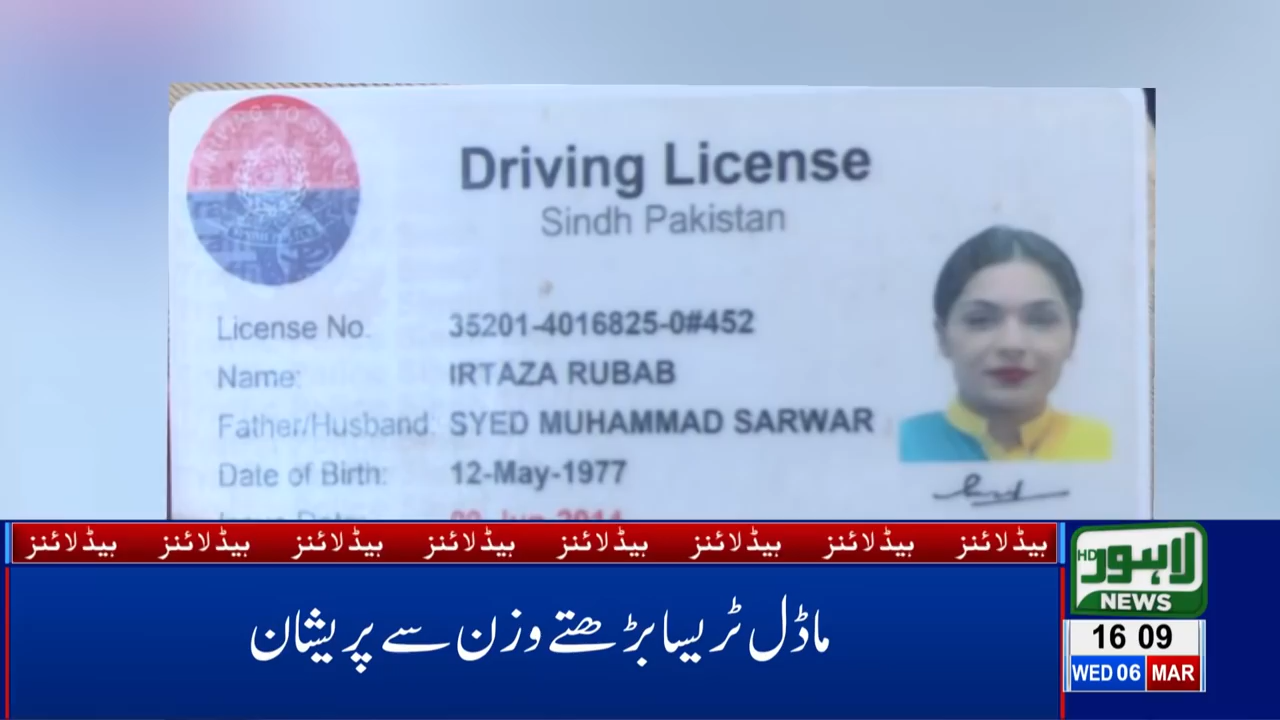 Driving License
Sindh Pakistan
License No. 35201-4016825-0#452
Name: IRTAZA RUBAB
Father/Husband: SYED MUHAMMAD SARWAR
Date of Birth: 12-May-1977
ہیڈلائنز ہیڈلائنز ہیڈلائنز ہیڈلائنز ہیڈلائنز ہیڈلائنز ہیڈلائنز ہیڈلائنز
ماڈل ٹریسا بڑھتے وزن سے پریشان
HD لاہور
NEWS
16 09
WED 06 MAR